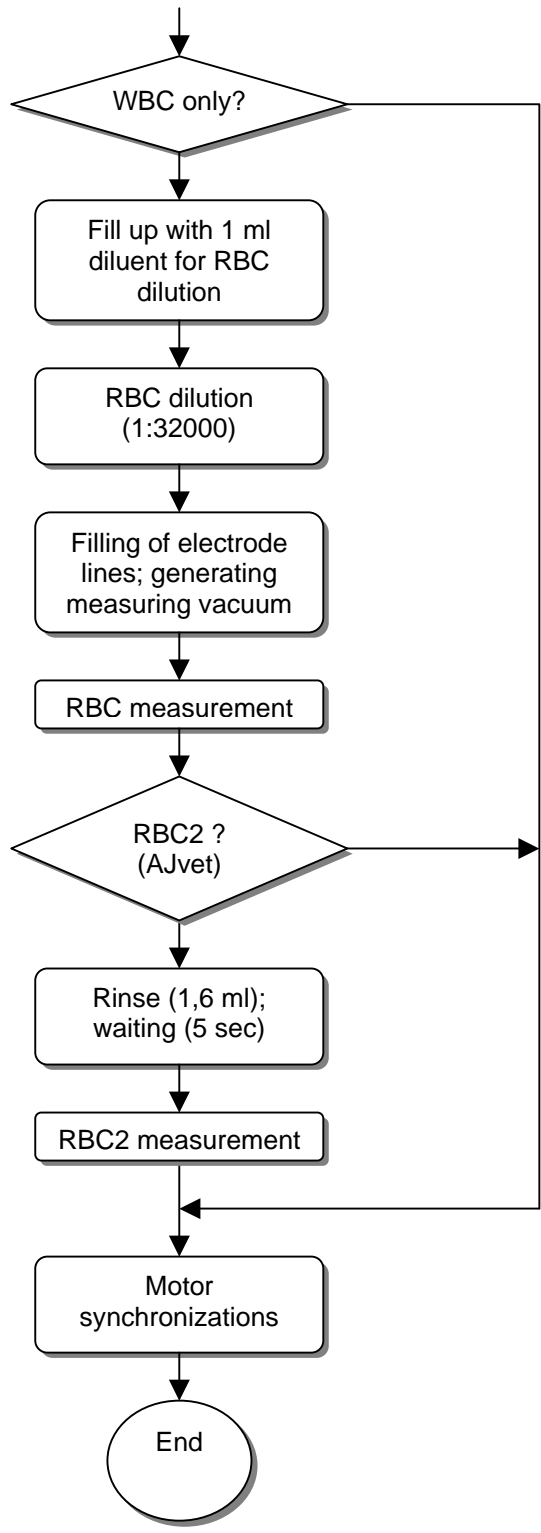 WBC only?
Fill up with 1 ml
diluent for RBC
dilution
RBC dilution
(1:32000)
Filling of electrode
lines; generating
measuring vacuum
RBC measurement
RBC2 ?
(AJvet)
Rinse (1,6 ml);
waiting (5 sec)
RBC2 measurement
Motor
synchronizations
End